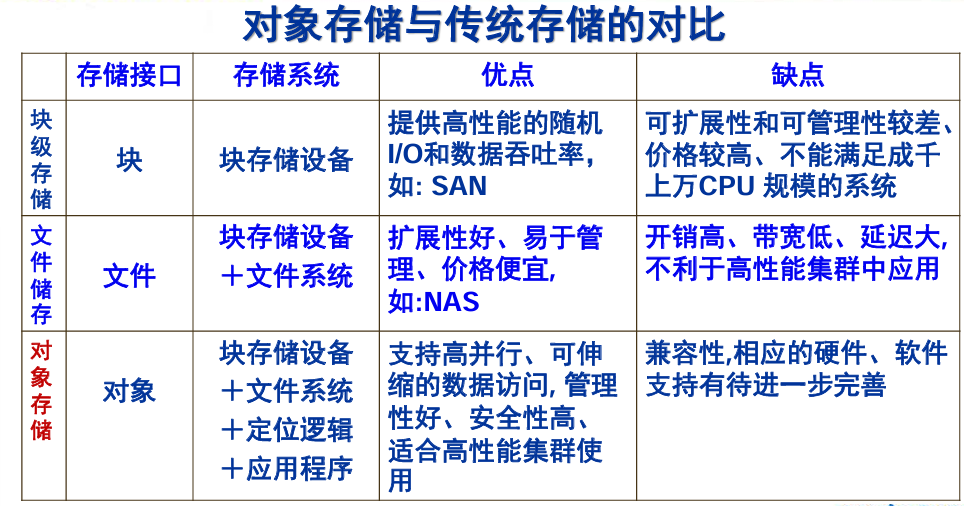 对象存储与传统存储的对比
存储接口 存储系统 优点 缺点
块级存储
块
块存储设备
提供高性能的随机
I/O和数据吞吐率，
如: SAN
可扩展性和可管理性较差、
价格较高、不能满足成千
上万CPU 规模的系统
文件储存
文件
块存储设备
＋文件系统
扩展性好、易于管
理、价格便宜,
如:NAS
开销高、带宽低、延迟大,
不利于高性能集群中应用
对象存储
对象
块存储设备
＋文件系统
＋定位逻辑
＋应用程序
支持高并行、可伸
缩的数据访问, 管理
性好、安全性高、
适合高性能集群使
用
兼容性,相应的硬件、软件
支持有待进一步完善